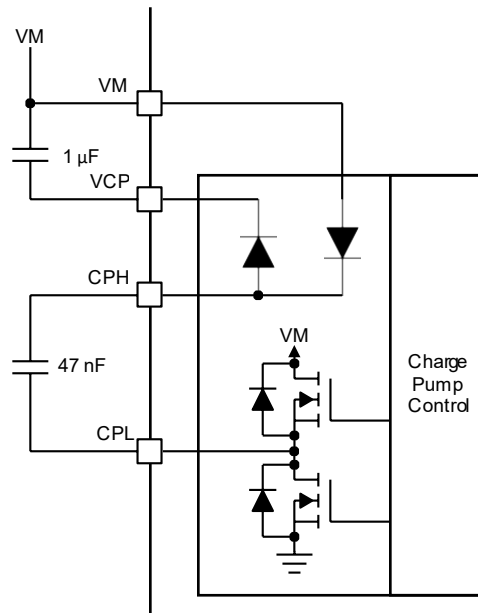 VM
VM
1 µF
VCP
CPH
47 nF
CPL
VM
Charge
Pump
Control